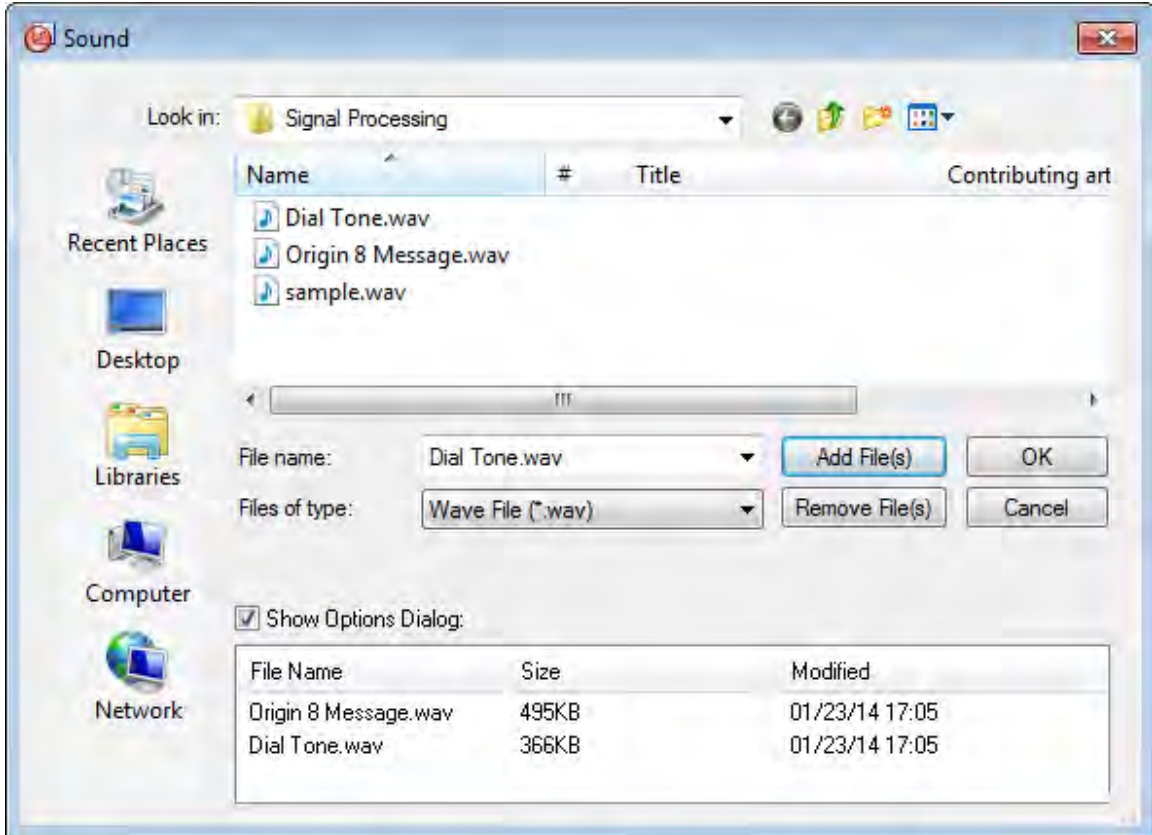 Sound
Look in: Signal Processing
Name # Title Contributing art
Dial Tone.wav
Origin 8 Message.wav
sample.wav
Recent Places
Desktop
Libraries
Computer
Network
File name: Dial Tone.wav Add File(s) OK
Files of type: Wave File (*.wav) Remove File(s) Cancel
Show Options Dialog:
File Name Size Modified
Origin 8 Message.wav 495KB 01/23/14 17:05
Dial Tone.wav 366KB 01/23/14 17:05